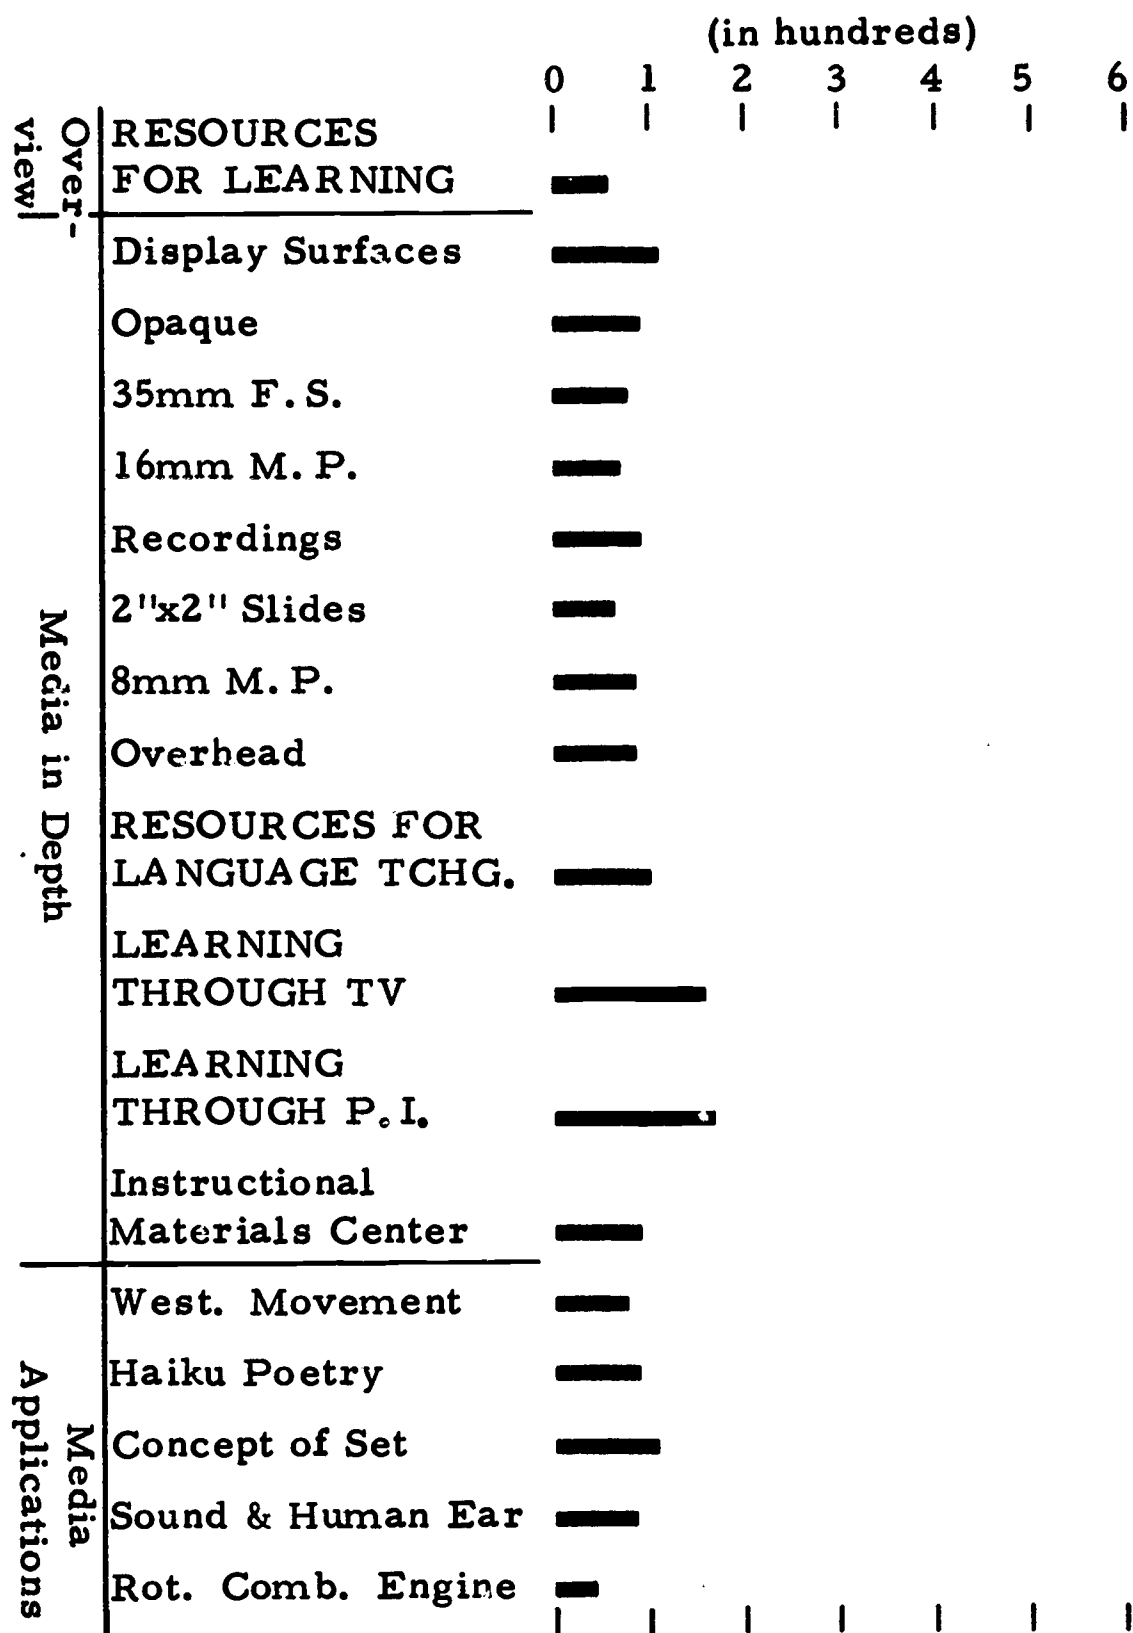 (in hundreds)
0 1 2 3 4 5 6
Over-
view
RESOURCES
FOR LEARNING
Media in Depth
Display Surfaces
Opaque
35mm F.S.
16mm M.P.
Recordings
2"x2" Slides
8mm M.P.
Overhead
RESOURCES FOR
LANGUAGE TCHG.
LEARNING
THROUGH TV
LEARNING
THROUGH P.I.
Instructional
Materials Center
Media
Applications
West. Movement
Haiku Poetry
Concept of Set
Sound & Human Ear
Rot. Comb. Engine